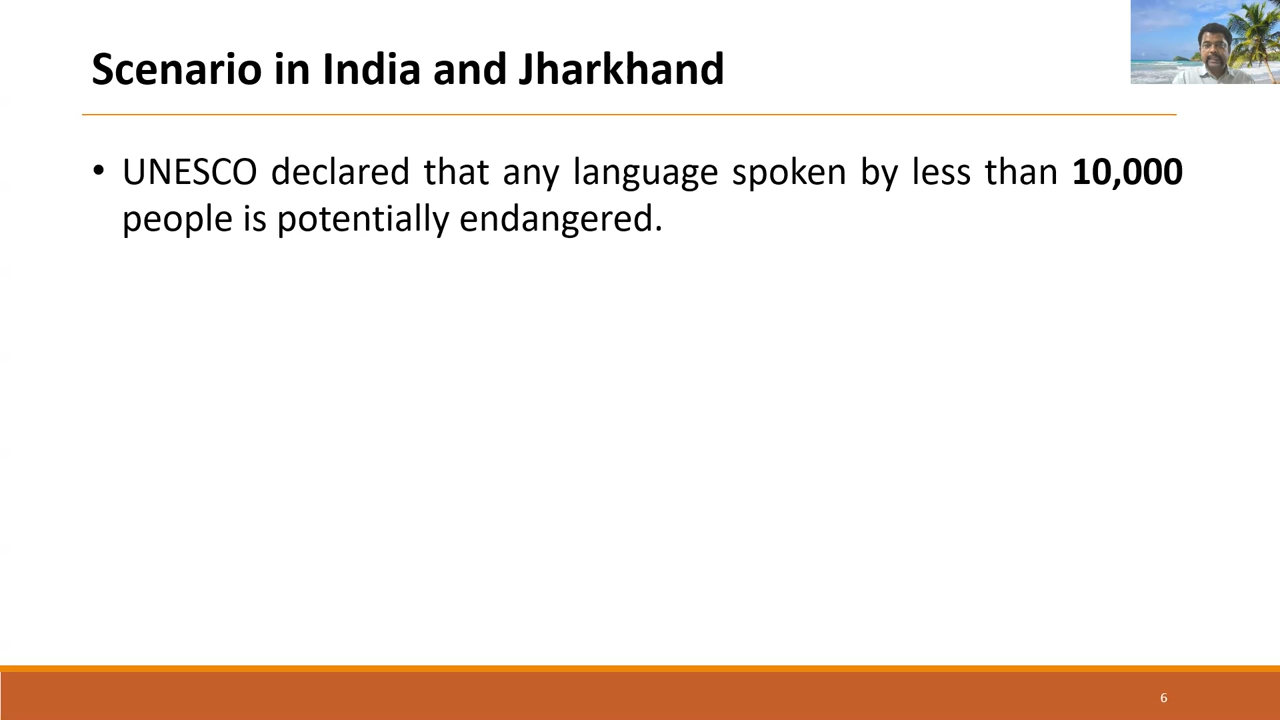 Scenario in India and Jharkhand
• UNESCO declared that any language spoken by less than 10,000
people is potentially endangered.
6